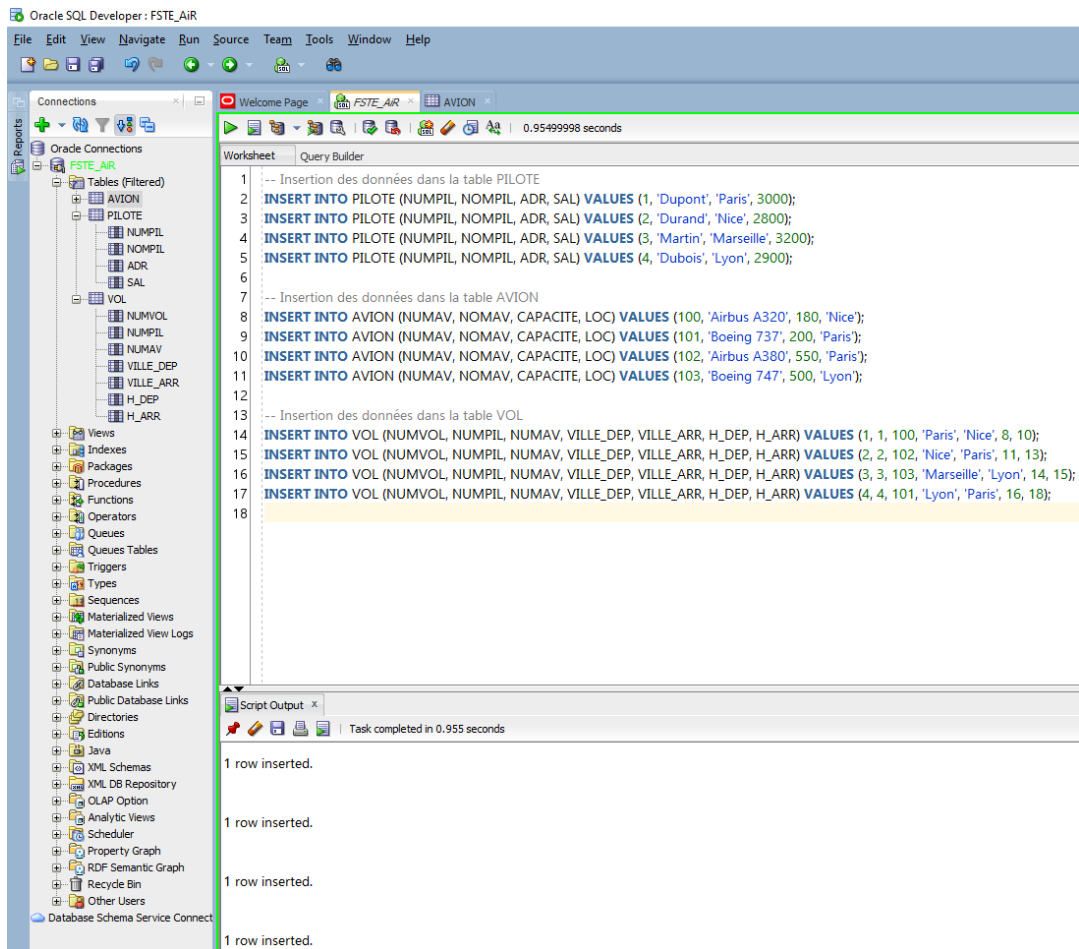 Oracle SQL Developer : FSTE_AiR
File Edit View Navigate Run Source Team Tools Window Help
Connections
Welcome Page
FSTE_AiR
AVION
Reports
0.95499998 seconds
Oracle Connections
FSTE_AiR
Tables (Filtered)
AVION
PILOTE
NUMPIL
NOMPIL
ADR
SAL
VOL
NUMVOL
NUMPIL
NUMAV
VILLE_DEP
VILLE_ARR
H_DEP
H_ARR
Views
Indexes
Packages
Procedures
Functions
Operators
Queues
Queues Tables
Triggers
Types
Sequences
Materialized Views
Materialized View Logs
Synonyms
Public Synonyms
Database Links
Public Database Links
Directories
Editions
Java
XML Schemas
XML DB Repository
OLAP Option
Analytic Views
Scheduler
Property Graph
RDF Semantic Graph
Recycle Bin
Other Users
Database Schema Service Connect
Worksheet Query Builder
1 -- Insertion des données dans la table PILOTE
2 INSERT INTO PILOTE (NUMPIL, NOMPIL, ADR, SAL) VALUES (1, 'Dupont', 'Paris', 3000);
3 INSERT INTO PILOTE (NUMPIL, NOMPIL, ADR, SAL) VALUES (2, 'Durand', 'Nice', 2800);
4 INSERT INTO PILOTE (NUMPIL, NOMPIL, ADR, SAL) VALUES (3, 'Martin', 'Marseille', 3200);
5 INSERT INTO PILOTE (NUMPIL, NOMPIL, ADR, SAL) VALUES (4, 'Dubois', 'Lyon', 2900);
6
7 -- Insertion des données dans la table AVION
8 INSERT INTO AVION (NUMAV, NOMAV, CAPACITE, LOC) VALUES (100, 'Airbus A320', 180, 'Nice');
9 INSERT INTO AVION (NUMAV, NOMAV, CAPACITE, LOC) VALUES (101, 'Boeing 737', 200, 'Paris');
10 INSERT INTO AVION (NUMAV, NOMAV, CAPACITE, LOC) VALUES (102, 'Airbus A380', 550, 'Paris');
11 INSERT INTO AVION (NUMAV, NOMAV, CAPACITE, LOC) VALUES (103, 'Boeing 747', 500, 'Lyon');
12
13 -- Insertion des données dans la table VOL
14 INSERT INTO VOL (NUMVOL, NUMPIL, NUMAV, VILLE_DEP, VILLE_ARR, H_DEP, H_ARR) VALUES (1, 1, 100, 'Paris', 'Nice', 8, 10);
15 INSERT INTO VOL (NUMVOL, NUMPIL, NUMAV, VILLE_DEP, VILLE_ARR, H_DEP, H_ARR) VALUES (2, 2, 102, 'Nice', 'Paris', 11, 13);
16 INSERT INTO VOL (NUMVOL, NUMPIL, NUMAV, VILLE_DEP, VILLE_ARR, H_DEP, H_ARR) VALUES (3, 3, 103, 'Marseille', 'Lyon', 14, 15);
17 INSERT INTO VOL (NUMVOL, NUMPIL, NUMAV, VILLE_DEP, VILLE_ARR, H_DEP, H_ARR) VALUES (4, 4, 101, 'Lyon', 'Paris', 16, 18);
18
Script Output
Task completed in 0.955 seconds
1 row inserted.
1 row inserted.
1 row inserted.
1 row inserted.